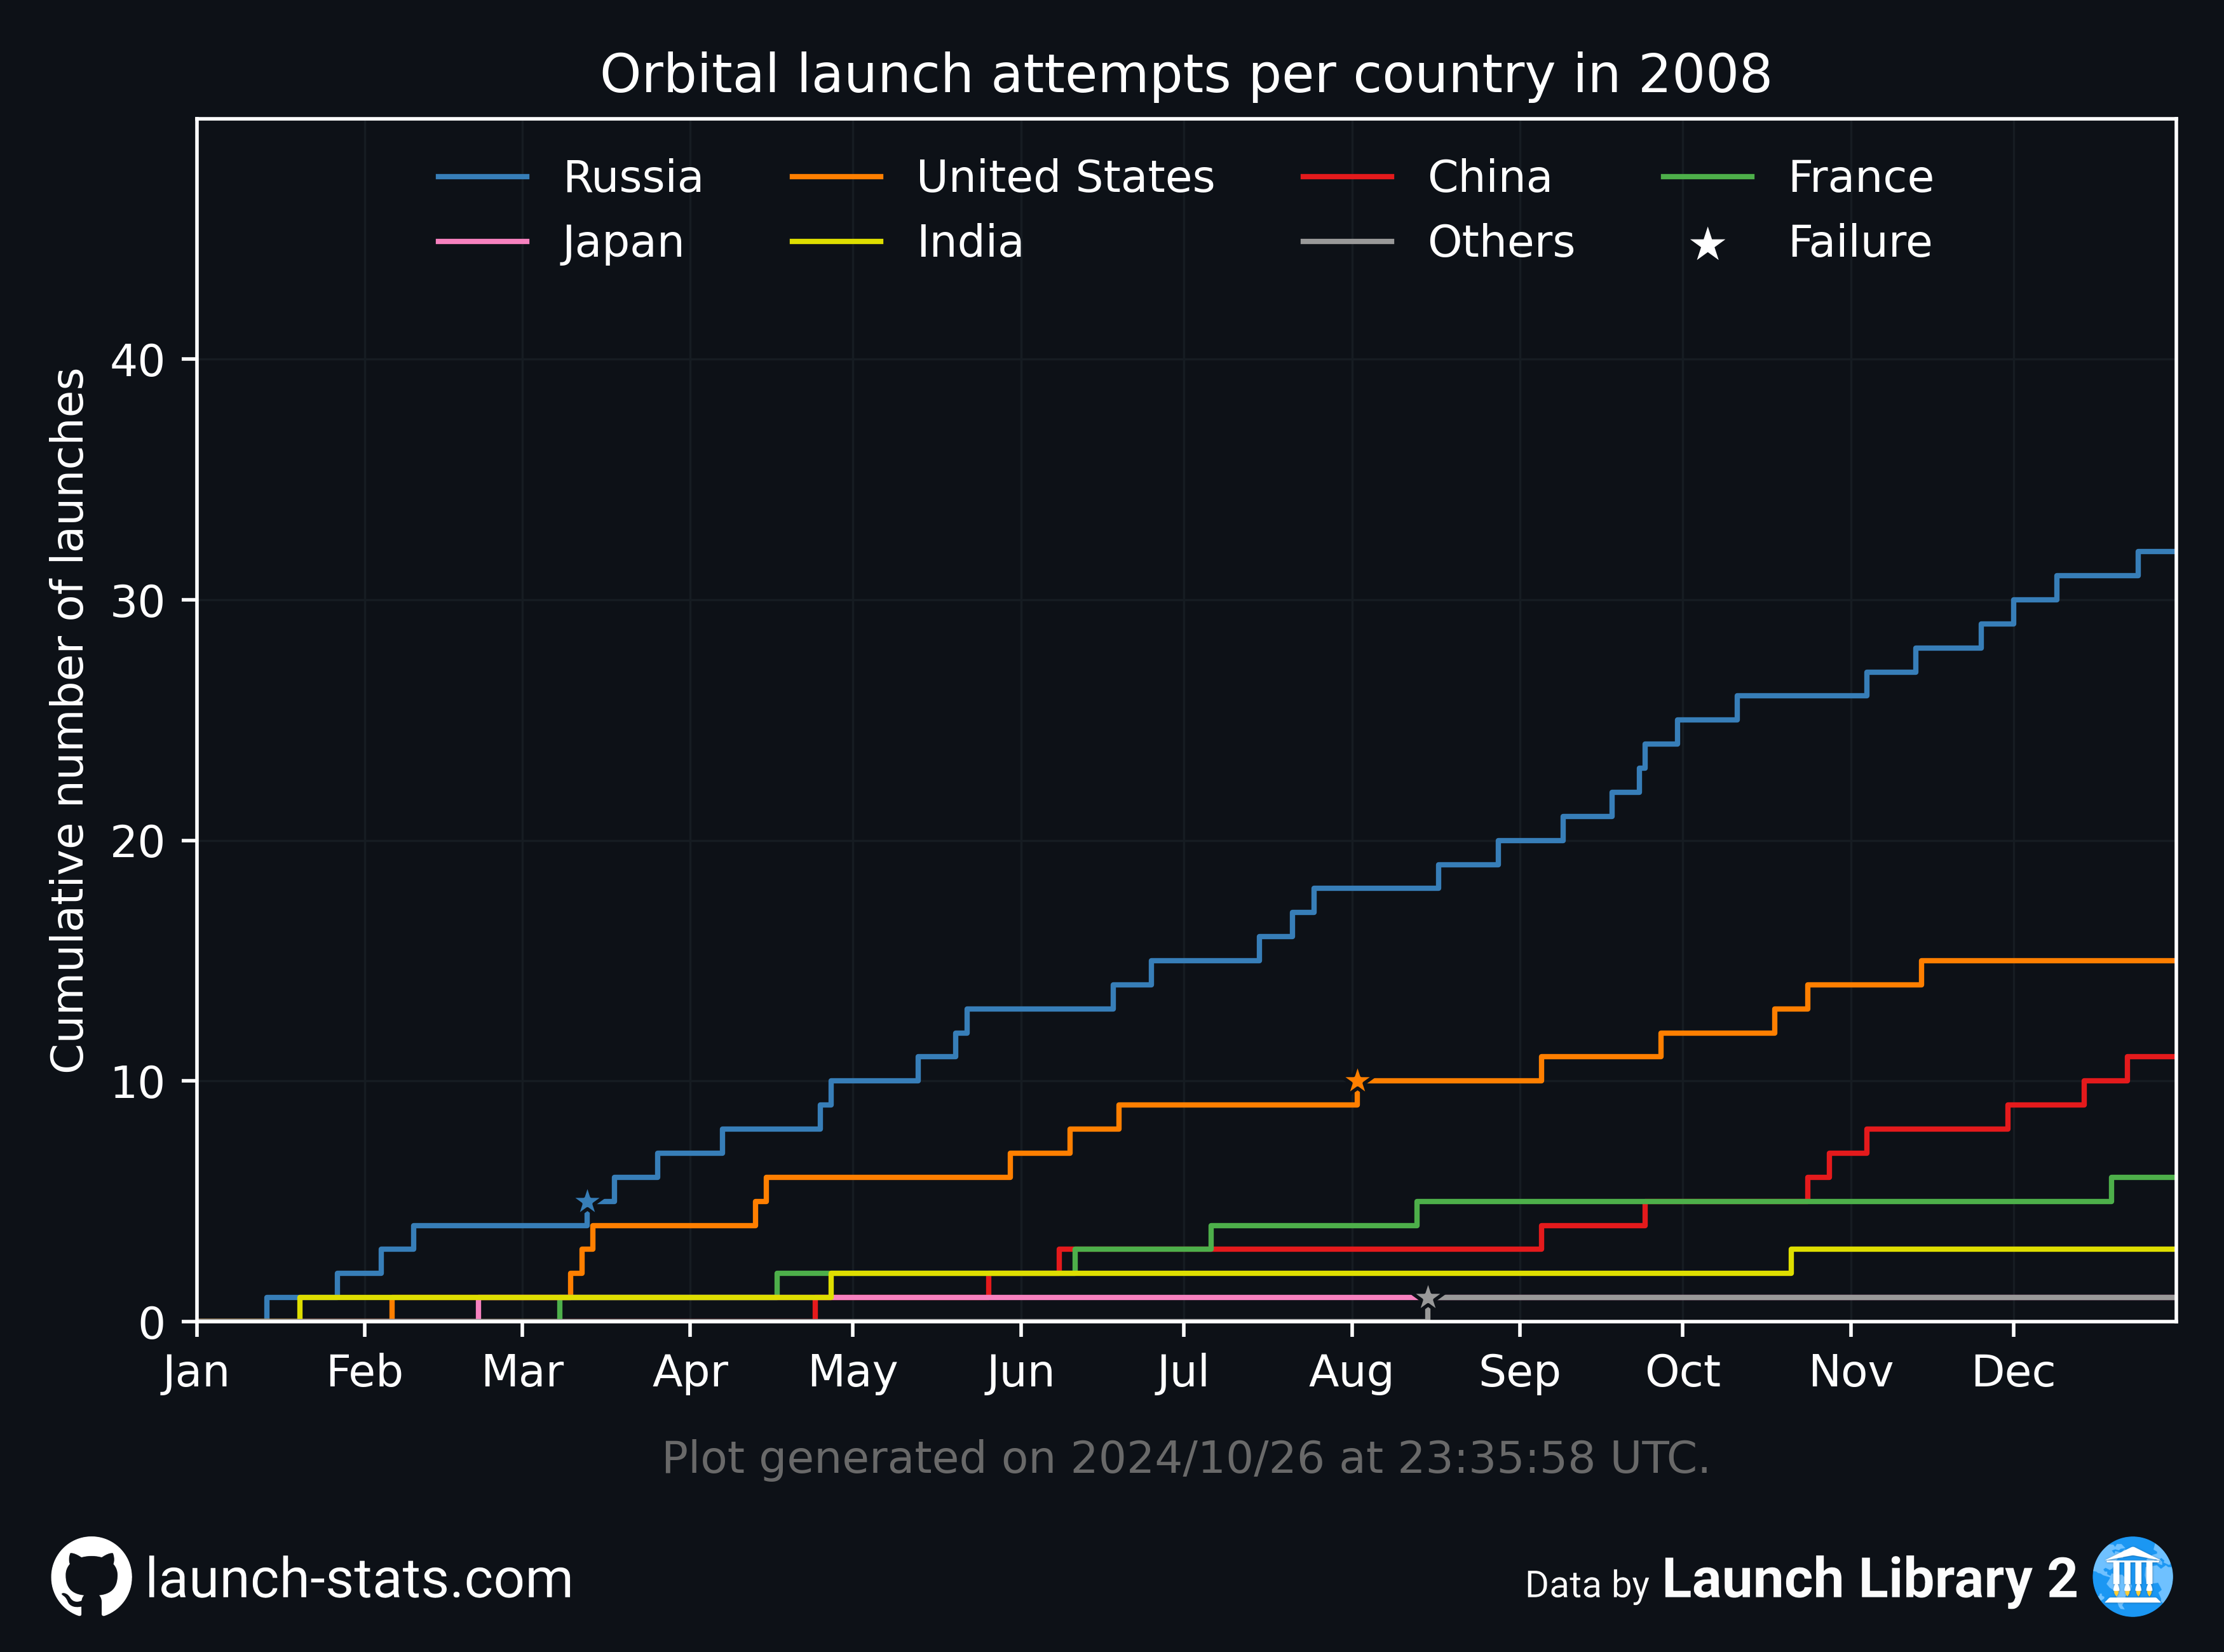 Orbital launch attempts per country in 2008
Russia United States China France
Japan India Others Failure
Cumulative number of launches
40
30
20
10
0
Jan Feb Mar Apr May Jun Jul Aug Sep Oct Nov Dec
Plot generated on 2024/10/26 at 23:35:58 UTC.
launch-stats.com
Data by Launch Library 2